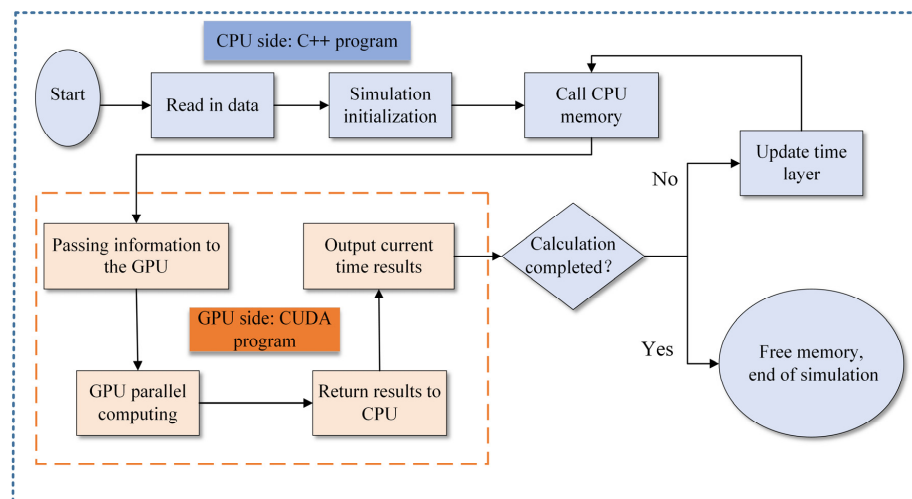 CPU side: C++ program
Start
Read in data
Simulation
initialization
Call CPU
memory
Update time
layer
No
Passing information to
the GPU
Output current
time results
Calculation
completed?
GPU side: CUDA
program
Yes
Free memory,
end of simulation
GPU parallel
computing
Return results to
CPU